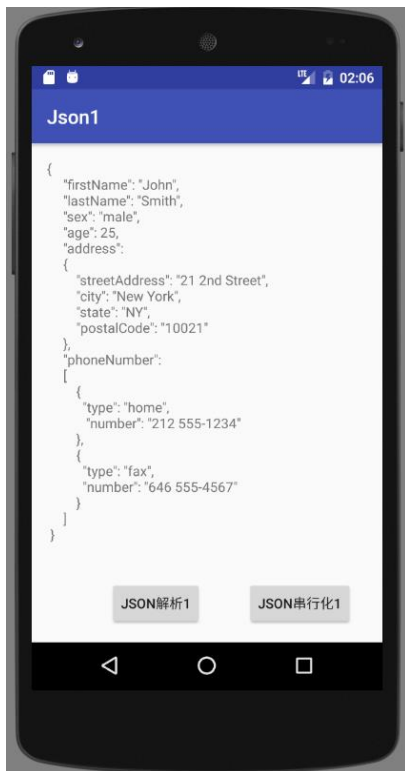 LTE 02:06
Json1
{
"firstName": "John",
"lastName": "Smith",
"sex": "male",
"age": 25,
"address":
{
"streetAddress": "21 2nd Street",
"city": "New York",
"state": "NY",
"postalCode": "10021"
},
"phoneNumber":
[
{
"type": "home",
"number": "212 555-1234"
},
{
"type": "fax",
"number": "646 555-4567"
}
]
}
JSON解析1 JSON串行化1